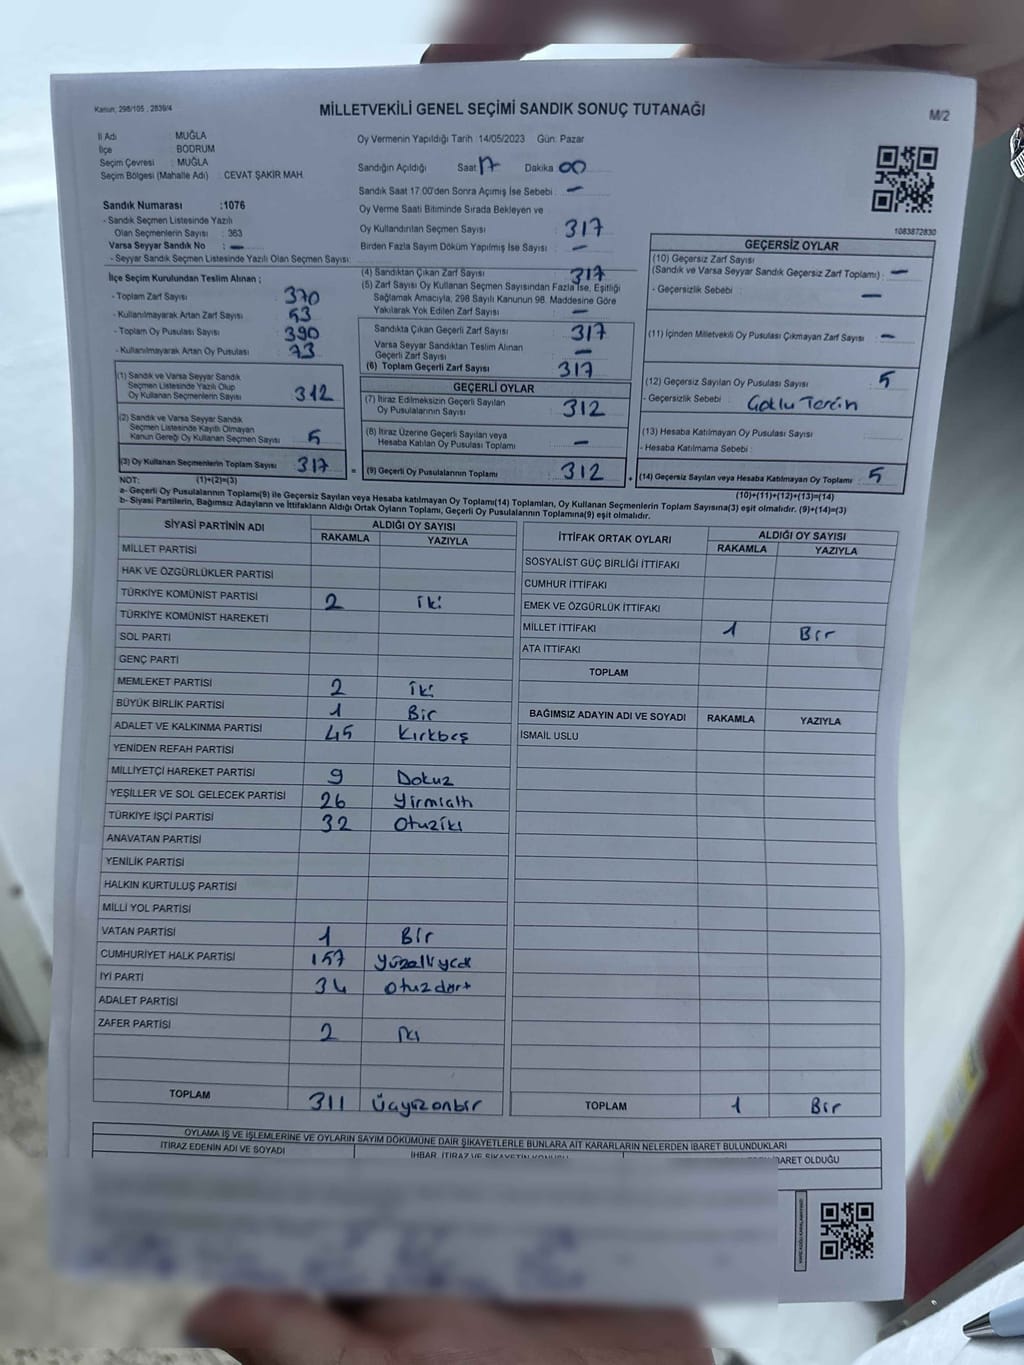 Kanun; 298/105 , 2839/4
MİLLETVEKİLİ GENEL SEÇİMİ SANDIK SONUÇ TUTANAĞI
M/2
İl Adı : MUĞLA
İlçe : BODRUM
Seçim Çevresi : MUĞLA
Seçim Bölgesi (Mahalle Adı) : CEVAT ŞAKİR MAH.
Oy Vermenin Yapıldığı Tarih :14/05/2023 Gün: Pazar
Sandığın Açıldığı Saat 17 Dakika 00
Sandık Saat 17.00'den Sonra Açımış İse Sebebi : -
Oy Verme Saati Bitiminde Sırada Bekleyen ve
Oy Kullandırılan Seçmen Sayısı 317
Birden Fazla Sayım Döküm Yapılmış İse Sayısı : -
Sandık Numarası :1076
- Sandık Seçmen Listesinde Yazılı
Olan Seçmenlerin Sayısı : 363
Varsa Seyyar Sandık No : -
- Seyyar Sandık Seçmen Listesinde Yazılı Olan Seçmen Sayısı:
İlçe Seçim Kurulundan Teslim Alınan ;
- Toplam Zarf Sayısı : 370
- Kullanılmayarak Artan Zarf Sayısı : 53
- Toplam Oy Pusulası Sayısı : 390
- Kullanılmayarak Artan Oy Pusulası : 73
(1) Sandık ve Varsa Seyyar Sandık
Seçmen Listesinde Yazılı Olup
Oy Kullanan Seçmenlerin Sayısı 312
(2) Sandık ve Varsa Seyyar Sandık
Seçmen Listesinde Kayıtlı Olmayan
Kanun Gereği Oy Kullanan Seçmen Sayısı 5
(3) Oy Kullanan Seçmenlerin Toplam Sayısı 317
NOT: (1)+(2)=(3)
(4) Sandıktan Çıkan Zarf Sayısı 317
(5) Zarf Sayısı Oy Kullanan Seçmen Sayısından Fazla İse, Eşitliği
Sağlamak Amacıyla, 298 Sayılı Kanunun 98. Maddesine Göre
Yakılarak Yok Edilen Zarf Sayısı : -
Sandıkta Çıkan Geçerli Zarf Sayısı 317
Varsa Seyyar Sandıktan Teslim Alınan
Geçerli Zarf Sayısı -
(6) Toplam Geçerli Zarf Sayısı 317
GEÇERLİ OYLAR
(7) İtiraz Edilmeksizin Geçerli Sayılan
Oy Pusulalarının Sayısı 312
(8) İtiraz Üzerine Geçerli Sayılan veya
Hesaba Katılan Oy Pusulası Toplamı -
= (9) Geçerli Oy Pusulalarının Toplamı 312
1083872830
GEÇERSİZ OYLAR
(10) Geçersiz Zarf Sayısı
(Sandık ve Varsa Seyyar Sandık Geçersiz Zarf Toplamı) : -
- Geçersizlik Sebebi : -
(11) İçinden Milletvekili Oy Pusulası Çıkmayan Zarf Sayısı : -
(12) Geçersiz Sayılan Oy Pusulası Sayısı : 5
- Geçersizlik Sebebi : Çoklu Tercih
(13) Hesaba Katılmayan Oy Pusulası Sayısı :
- Hesaba Katılmama Sebebi :
+ (14) Geçersiz Sayılan veya Hesaba Katılmayan Oy Toplamı : 5
(10)+(11)+(12)+(13)=(14)
a- Geçerli Oy Pusulalarının Toplamı(9) ile Geçersiz Sayılan veya Hesaba katılmayan Oy Toplamı(14) Toplamları, Oy Kullanan Seçmenlerin Toplam Sayısına(3) eşit olmalıdır. (9)+(14)=(3)
b- Siyasi Partilerin, Bağımsız Adayların ve İttifakların Aldığı Ortak Oyların Toplamı, Geçerli Oy Pusulalarının Toplamına(9) eşit olmalıdır.
SİYASİ PARTİNİN ADI ALDIĞI OY SAYISI
RAKAMLA YAZIYLA
MİLLET PARTİSİ
HAK VE ÖZGÜRLÜKLER PARTİSİ
TÜRKİYE KOMÜNİST PARTİSİ 2 iki
TÜRKİYE KOMÜNİST HAREKETİ
SOL PARTİ
GENÇ PARTİ
MEMLEKET PARTİSİ 2 iki
BÜYÜK BİRLİK PARTİSİ 1 Bir
ADALET VE KALKINMA PARTİSİ 45 Kırkbeş
YENİDEN REFAH PARTİSİ
MİLLİYETÇİ HAREKET PARTİSİ 9 Dokuz
YEŞİLLER VE SOL GELECEK PARTİSİ 26 Yirmialtı
TÜRKİYE İŞÇİ PARTİSİ 32 Otuziki
ANAVATAN PARTİSİ
YENİLİK PARTİSİ
HALKIN KURTULUŞ PARTİSİ
MİLLİ YOL PARTİSİ
VATAN PARTİSİ 1 Bir
CUMHURİYET HALK PARTİSİ 157 Yüzelliyedi
İYİ PARTİ 34 Otuzdört
ADALET PARTİSİ
ZAFER PARTİSİ 2 iki
TOPLAM 311 Üçyüzonbir
İTTİFAK ORTAK OYLARI ALDIĞI OY SAYISI
RAKAMLA YAZIYLA
SOSYALİST GÜÇ BİRLİĞİ İTTİFAKI
CUMHUR İTTİFAKI
EMEK VE ÖZGÜRLÜK İTTİFAKI
MİLLET İTTİFAKI 1 Bir
ATA İTTİFAKI
TOPLAM
BAĞIMSIZ ADAYIN ADI VE SOYADI RAKAMLA YAZIYLA
İSMAİL USLU
TOPLAM 1 Bir
OYLAMA İŞ VE İŞLEMLERİNE VE OYLARIN SAYIM DÖKÜMÜNE DAİR ŞİKAYETLERLE BUNLARA AİT KARARLARIN NELERDEN İBARET BULUNDUKLARI
İTİRAZ EDENİN ADI VE SOYADI İHBAR, İTİRAZ VE ŞİKAYETİN KONUSU İBARET OLDUĞU